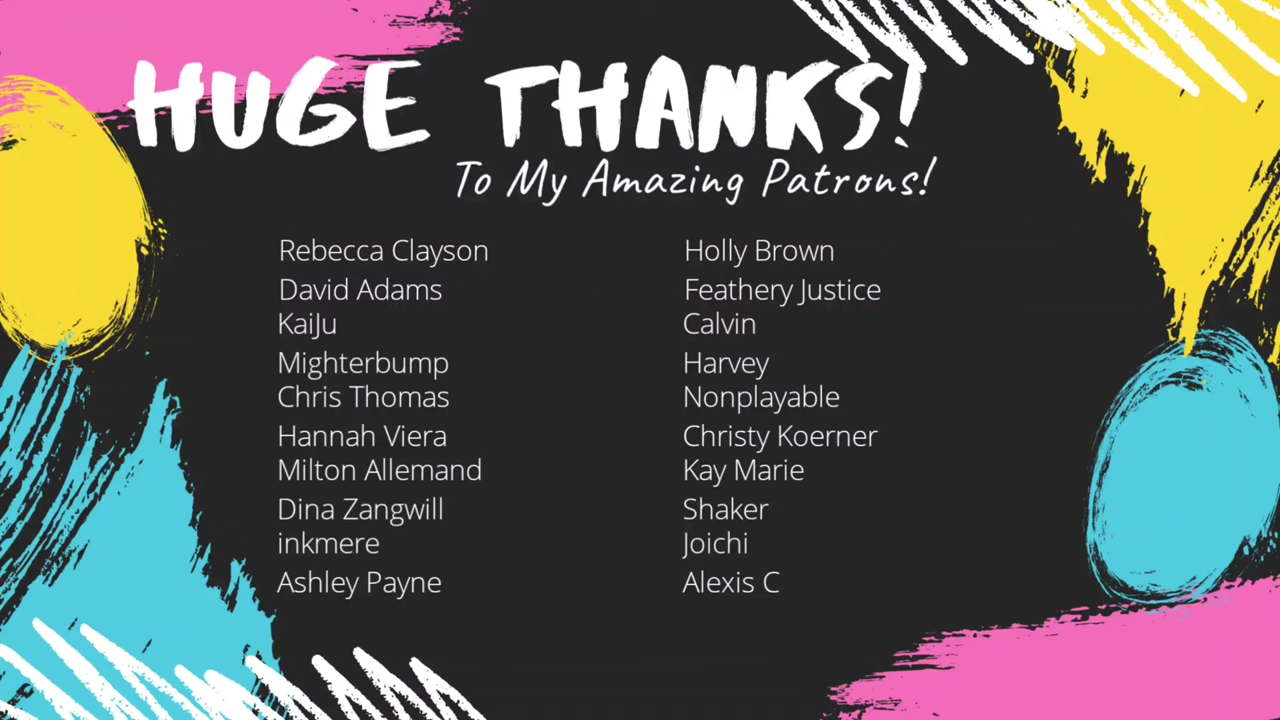 HUGE THANKS!
To My Amazing Patrons!
Rebecca Clayson
David Adams
KaiJu
Mighterbump
Chris Thomas
Hannah Viera
Milton Allemand
Dina Zangwill
inkmere
Ashley Payne
Holly Brown
Feathery Justice
Calvin
Harvey
Nonplayable
Christy Koerner
Kay Marie
Shaker
Joichi
Alexis C